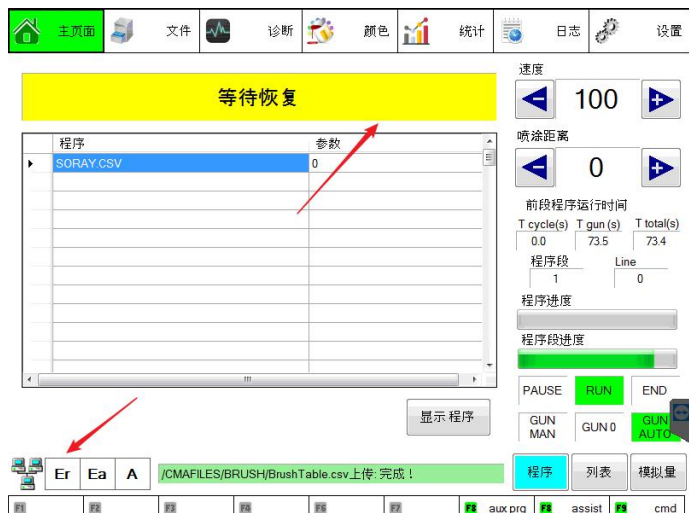 主页面 文件 诊断 颜色 统计 日志 设置
等待恢复
速度
100
喷涂距离
0
程序 参数
SORAY.CSV 0
前段程序运行时间
T cycle(s) T gun (s) T total(s)
0.0 73.5 73.4
程序段 Line
1 0
程序进度
程序段进度
PAUSE RUN END
GUN MAN GUN 0 GUN AUTO
显示 程序
Er Ea A /CMAFILES/BRUSH/BrushTable.csv上传: 完成！ 程序 列表 模拟量
F1 F2 F3 F4 F6 F7 F8 aux prg F8 assist F9 cmd